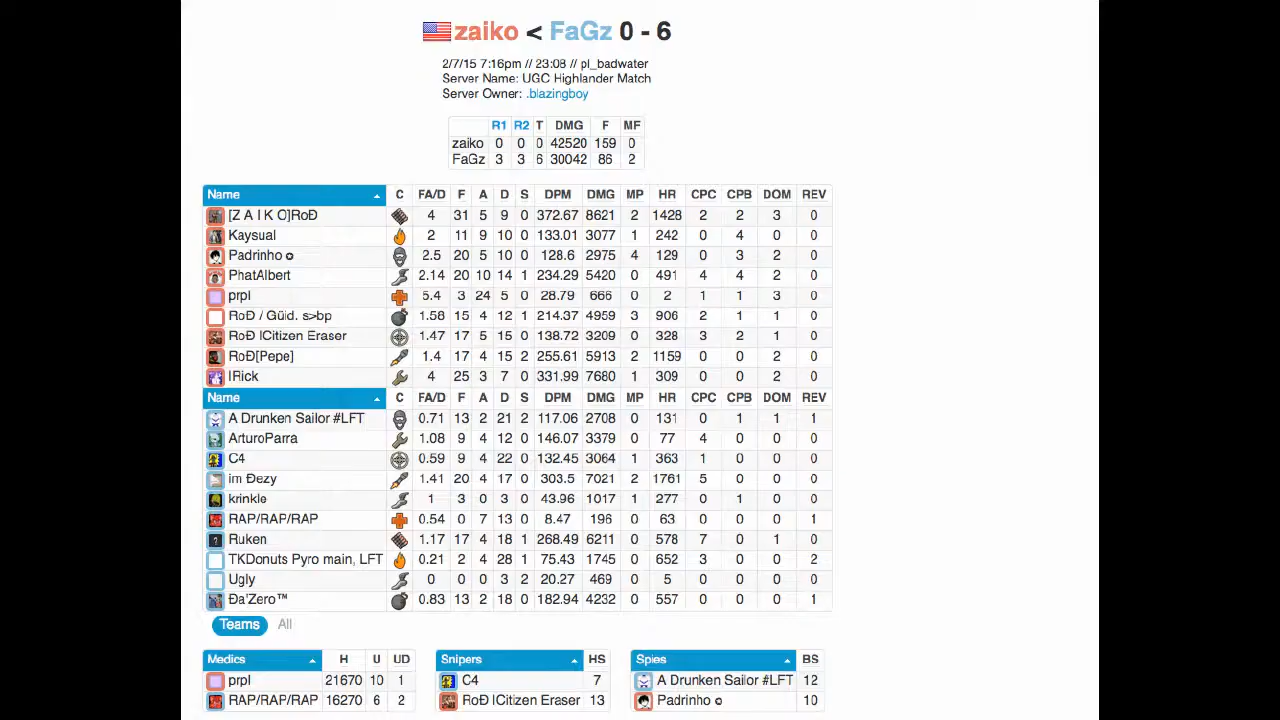 zaiko < FaGz 0 - 6
2/7/15 7:16pm // 23:08 // pl_badwater
Server Name: UGC Highlander Match
Server Owner: .blazingboy
R1 R2 T DMG F MF
zaiko 0 0 0 42520 159 0
FaGz 3 3 6 30042 86 2
Name C FA/D F A D S DPM DMG MP HR CPC CPB DOM REV
[Z A I K O]RoĐ 4 31 5 9 0 372.67 8621 2 1428 2 2 3 0
Kaysual 2 11 9 10 0 133.01 3077 1 242 0 4 0 0
Padrinho ✪ 2.5 20 5 10 0 128.6 2975 4 129 0 3 2 0
PhatAlbert 2.14 20 10 14 1 234.29 5420 0 491 4 4 2 0
prpl 5.4 3 24 5 0 28.79 666 0 2 1 1 3 0
RoĐ / Güid. s>bp 1.58 15 4 12 1 214.37 4959 3 906 2 1 1 0
RoĐ lCitizen Eraser 1.47 17 5 15 0 138.72 3209 0 328 3 2 1 0
RoĐ[Pepe] 1.4 17 4 15 2 255.61 5913 2 1159 0 0 2 0
lRick 4 25 3 7 0 331.99 7680 1 309 0 0 2 0
Name C FA/D F A D S DPM DMG MP HR CPC CPB DOM REV
A Drunken Sailor #LFT 0.71 13 2 21 2 117.06 2708 0 131 0 1 1 1
ArturoParra 1.08 9 4 12 0 146.07 3379 0 77 4 0 0 0
C4 0.59 9 4 22 0 132.45 3064 1 363 1 0 0 0
im Đezy 1.41 20 4 17 0 303.5 7021 2 1761 5 0 0 0
krinkle 1 3 0 3 0 43.96 1017 1 277 0 1 0 0
RAP/RAP/RAP 0.54 0 7 13 0 8.47 196 0 63 0 0 0 1
Ruken 1.17 17 4 18 1 268.49 6211 0 578 7 0 1 0
TKDonuts Pyro main, LFT 0.21 2 4 28 1 75.43 1745 0 652 3 0 0 2
Ugly 0 0 0 3 2 20.27 469 0 5 0 0 0 0
Đa'Zero™ 0.83 13 2 18 0 182.94 4232 0 557 0 0 0 1
Teams All
Medics H U UD Snipers HS Spies BS
prpl 21670 10 1 C4 7 A Drunken Sailor #LFT 12
RAP/RAP/RAP 16270 6 2 RoĐ lCitizen Eraser 13 Padrinho ✪ 10